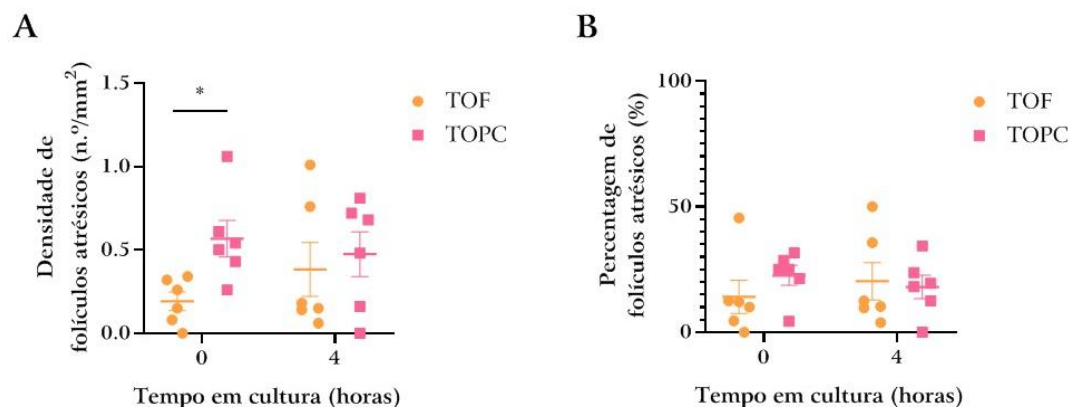 A
Densidade de
folículos atrésicos (n.º/mm²)
1.5
1.0
0.5
0.0
*
0
4
Tempo em cultura (horas)
TOF
TOPC
B
Percentagem de
folículos atrésicos (%)
100
50
0
0
4
Tempo em cultura (horas)
TOF
TOPC